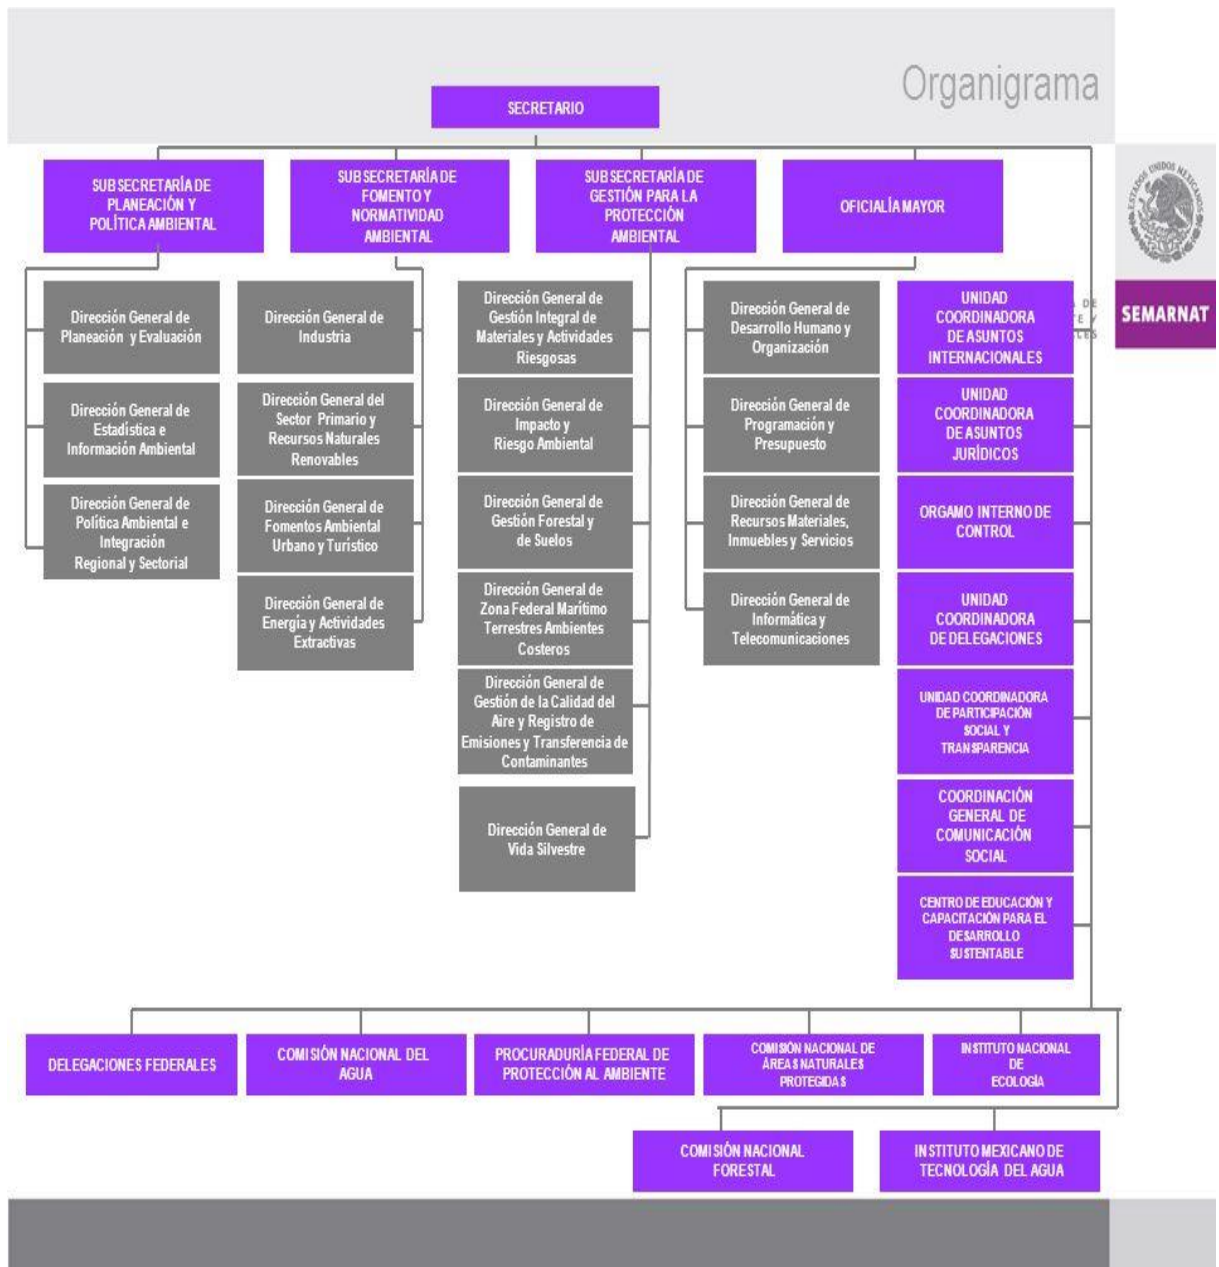 Organigrama
SECRETARIO
SUBSECRETARÍA DE
PLANEACIÓN Y
POLÍTICA AMBIENTAL
SUBSECRETARÍA DE
FOMENTO Y
NORMATIVIDAD
AMBIENTAL
SUBSECRETARÍA DE
GESTIÓN PARA LA
PROTECCIÓN
AMBIENTAL
OFICIALÍA MAYOR
ESTADOS UNIDOS MEXICANOS
SEMARNAT
Dirección General de
Planeación y Evaluación
Dirección General de
Estadística e
Información Ambiental
Dirección General de
Política Ambiental e
Integración
Regional y Sectorial
Dirección General de
Industria
Dirección General del
Sector Primario y
Recursos Naturales
Renovables
Dirección General de
Fomentos Ambiental
Urbano y Turístico
Dirección General de
Energía y Actividades
Extractivas
Dirección General de
Gestión Integral de
Materiales y Actividades
Riesgosas
Dirección General de
Impacto y
Riesgo Ambiental
Dirección General de
Gestión Forestal y
de Suelos
Dirección General de
Zona Federal Marítimo
Terrestres Ambientes
Costeros
Dirección General de
Gestión de la Calidad del
Aire y Registro de
Emisiones y Transferencia de
Contaminantes
Dirección General de
Vida Silvestre
Dirección General de
Desarrollo Humano y
Organización
Dirección General de
Programación y
Presupuesto
Dirección General de
Recursos Materiales,
Inmuebles y Servicios
Dirección General de
Informática y
Telecomunicaciones
UNIDAD
COORDINADORA
DE ASUNTOS
INTERNACIONALES
UNIDAD
COORDINADORA
DE ASUNTOS
JURÍDICOS
ORGAMO INTERNO DE
CONTROL
UNIDAD
COORDINADORA
DE DELEGACIONES
UNIDAD COORDINADORA
DE PARTICIPACIÓN
SOCIAL Y
TRANSPARENCIA
COORDINACIÓN
GENERAL DE
COMUNICACIÓN
SOCIAL
CENTRO DE EDUCACIÓN Y
CAPACITACIÓN PARA EL
DESARROLLO
SUSTENTABLE
DELEGACIONES FEDERALES
COMISIÓN NACIONAL DEL
AGUA
PROCURADURÍA FEDERAL DE
PROTECCIÓN AL AMBIENTE
COMISIÓN NACIONAL DE
ÁREAS NATURALES
PROTEGIDAS
INSTITUTO NACIONAL
DE
ECOLOGÍA
COMISIÓN NACIONAL
FORESTAL
INSTITUTO MEXICANO DE
TECNOLOGÍA DEL AGUA